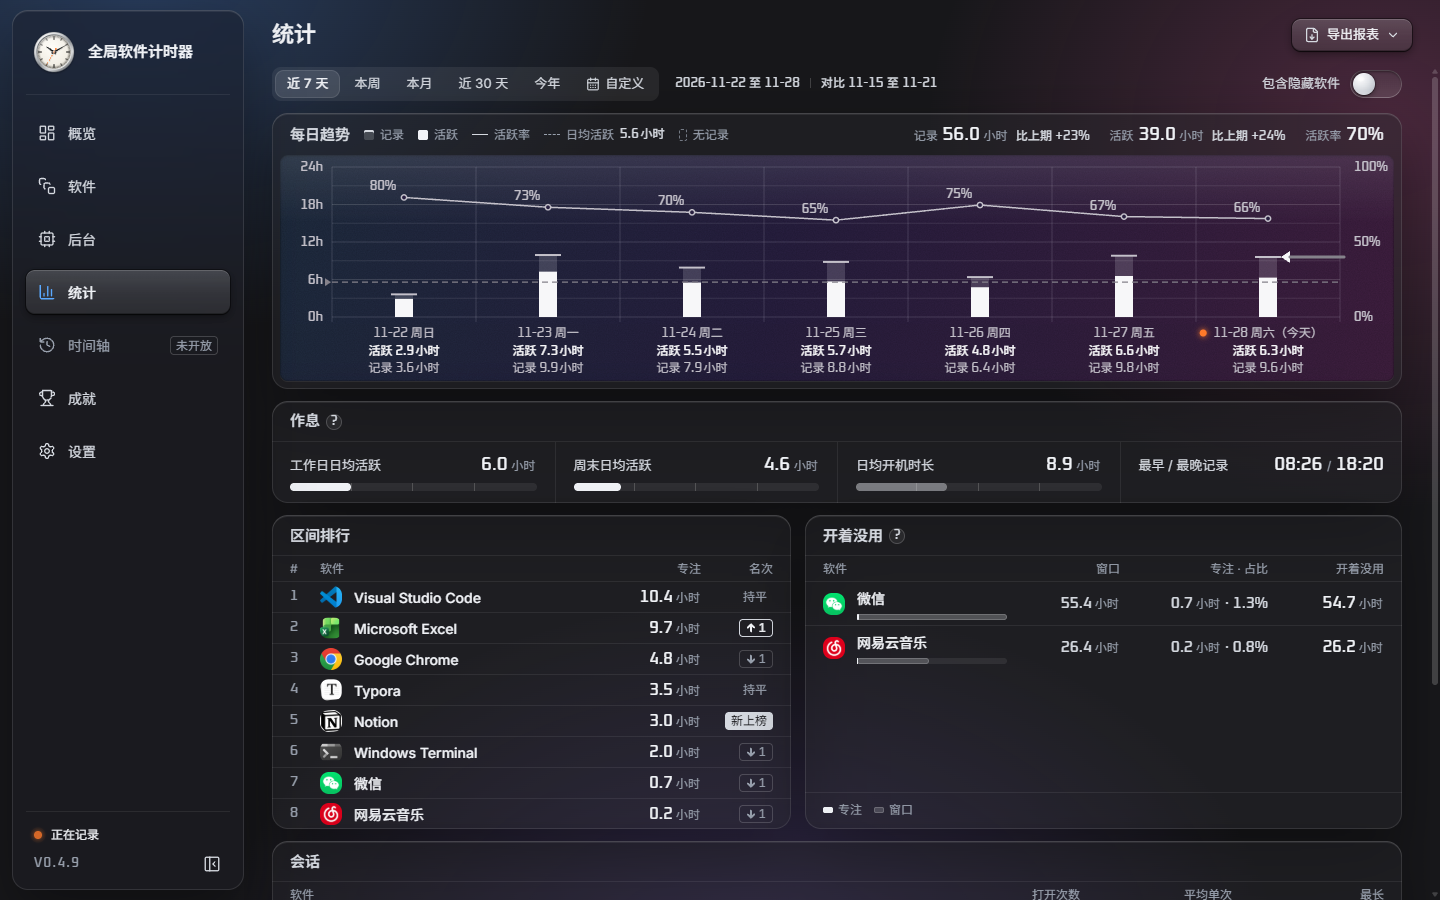 全局软件计时器
概览
软件
后台
统计
时间轴 未开放
成就
设置
正在记录
V0.4.9
统计
导出报表
近 7 天 本周 本月 近 30 天 今年 自定义 2026-11-22 至 11-28 对比 11-15 至 11-21 包含隐藏软件
每日趋势 记录 活跃 活跃率 日均活跃 5.6小时 无记录 记录 56.0 小时 比上期 +23% 活跃 39.0 小时 比上期 +24% 活跃率 70%
24h 100%
18h
12h 50%
6h
0h 0%
80% 73% 70% 65% 75% 67% 66%
11-22 周日 11-23 周一 11-24 周二 11-25 周三 11-26 周四 11-27 周五 11-28 周六（今天）
活跃 2.9小时 活跃 7.3小时 活跃 5.5小时 活跃 5.7小时 活跃 4.8小时 活跃 6.6小时 活跃 6.3小时
记录 3.6小时 记录 9.9小时 记录 7.9小时 记录 8.8小时 记录 6.4小时 记录 9.8小时 记录 9.6小时
作息 ?
工作日日均活跃 6.0 小时 周末日均活跃 4.6 小时 日均开机时长 8.9 小时 最早 / 最晚记录 08:26 / 18:20
区间排行
# 软件 专注 名次
1 Visual Studio Code 10.4 小时 持平
2 Microsoft Excel 9.7 小时 ↑ 1
3 Google Chrome 4.8 小时 ↓ 1
4 Typora 3.5 小时 持平
5 Notion 3.0 小时 新上榜
6 Windows Terminal 2.0 小时 ↓ 1
7 微信 0.7 小时 ↓ 1
8 网易云音乐 0.2 小时 ↓ 1
开着没用 ?
软件 窗口 专注 · 占比 开着没用
微信 55.4 小时 0.7 小时 · 1.3% 54.7 小时
网易云音乐 26.4 小时 0.2 小时 · 0.8% 26.2 小时
专注 窗口
会话
软件 打开次数 平均单次 最长